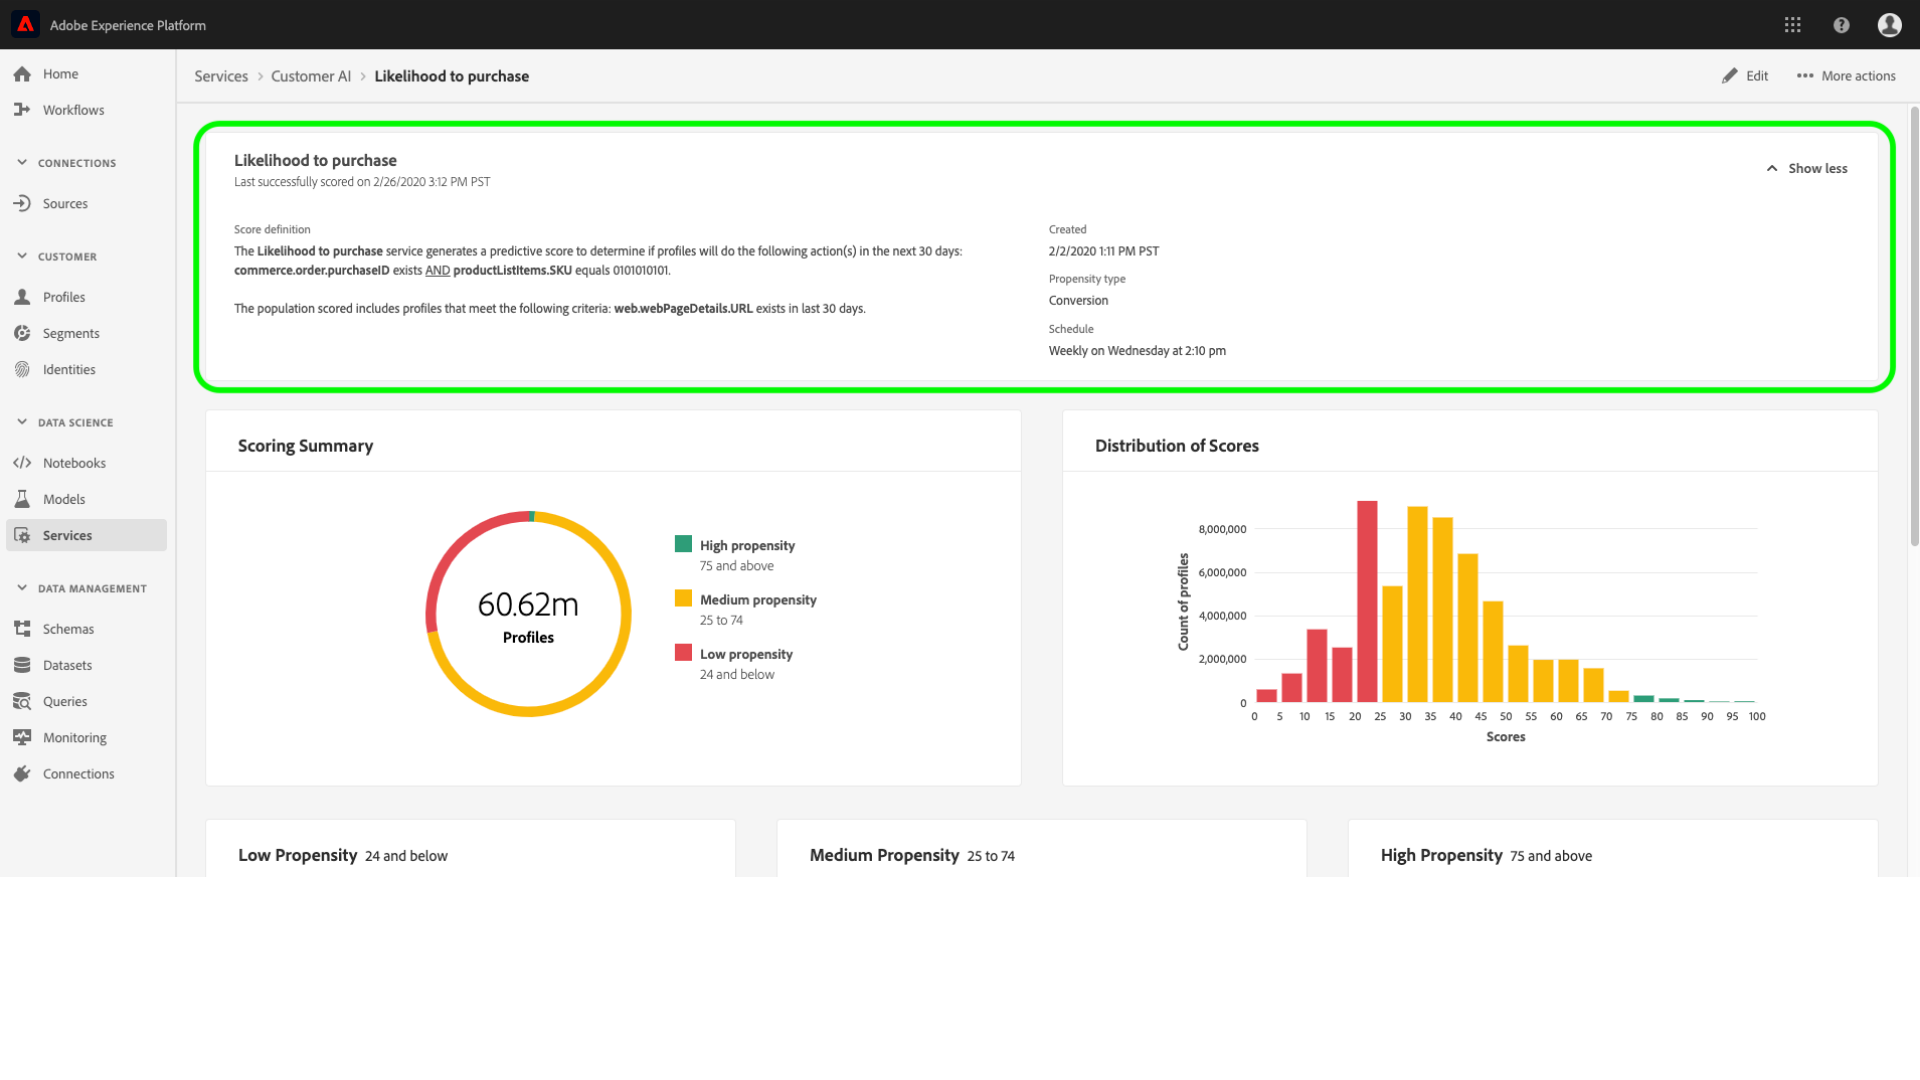 Adobe Experience Platform
Home
Workflows
CONNECTIONS
Sources
CUSTOMER
Profiles
Segments
Identities
DATA SCIENCE
Notebooks
Models
Services
DATA MANAGEMENT
Schemas
Datasets
Queries
Monitoring
Connections
Services > Customer AI > Likelihood to purchase
Edit
More actions
Likelihood to purchase
Last successfully scored on 2/26/2020 3:12 PM PST
Show less
Score definition
The Likelihood to purchase service generates a predictive score to determine if profiles will do the following action(s) in the next 30 days:
commerce.order.purchaseID exists AND productListItems.SKU equals 0101010101.
The population scored includes profiles that meet the following criteria: web.webPageDetails.URL exists in last 30 days.
Created
2/2/2020 1:11 PM PST
Propensity type
Conversion
Schedule
Weekly on Wednesday at 2:10 pm
Scoring Summary
60.62m
Profiles
High propensity
75 and above
Medium propensity
25 to 74
Low propensity
24 and below
Distribution of Scores
Count of profiles
8,000,000
6,000,000
4,000,000
2,000,000
0
0 5 10 15 20 25 30 35 40 45 50 55 60 65 70 75 80 85 90 95 100
Scores
Low Propensity 24 and below
Medium Propensity 25 to 74
High Propensity 75 and above